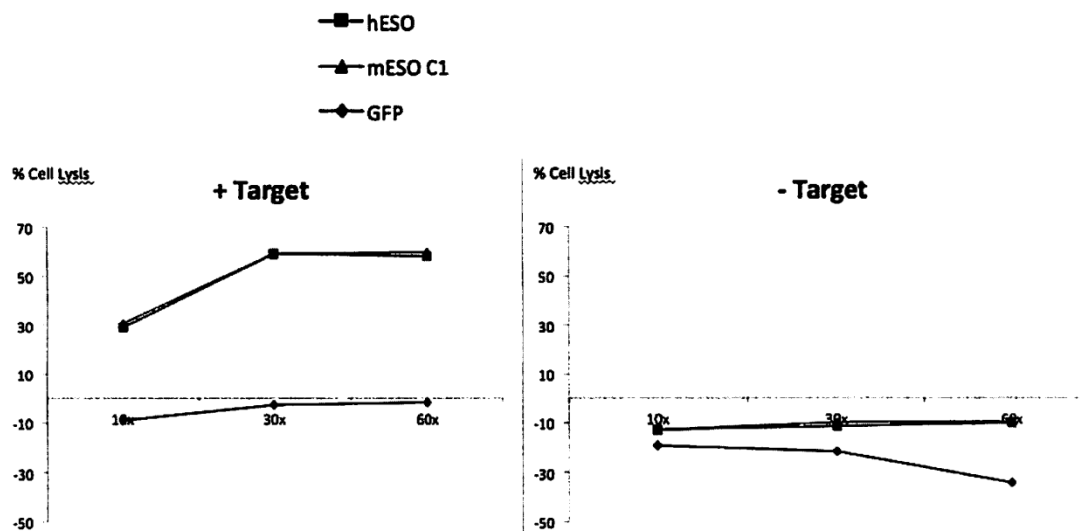 hESO
mESO C1
GFP
% Cell Lysis
+ Target
70
50
30
10
-10
-30
-50
10x
30x
60x
% Cell Lysis
- Target
70
50
30
10
-10
-30
-50
10x
30x
60x